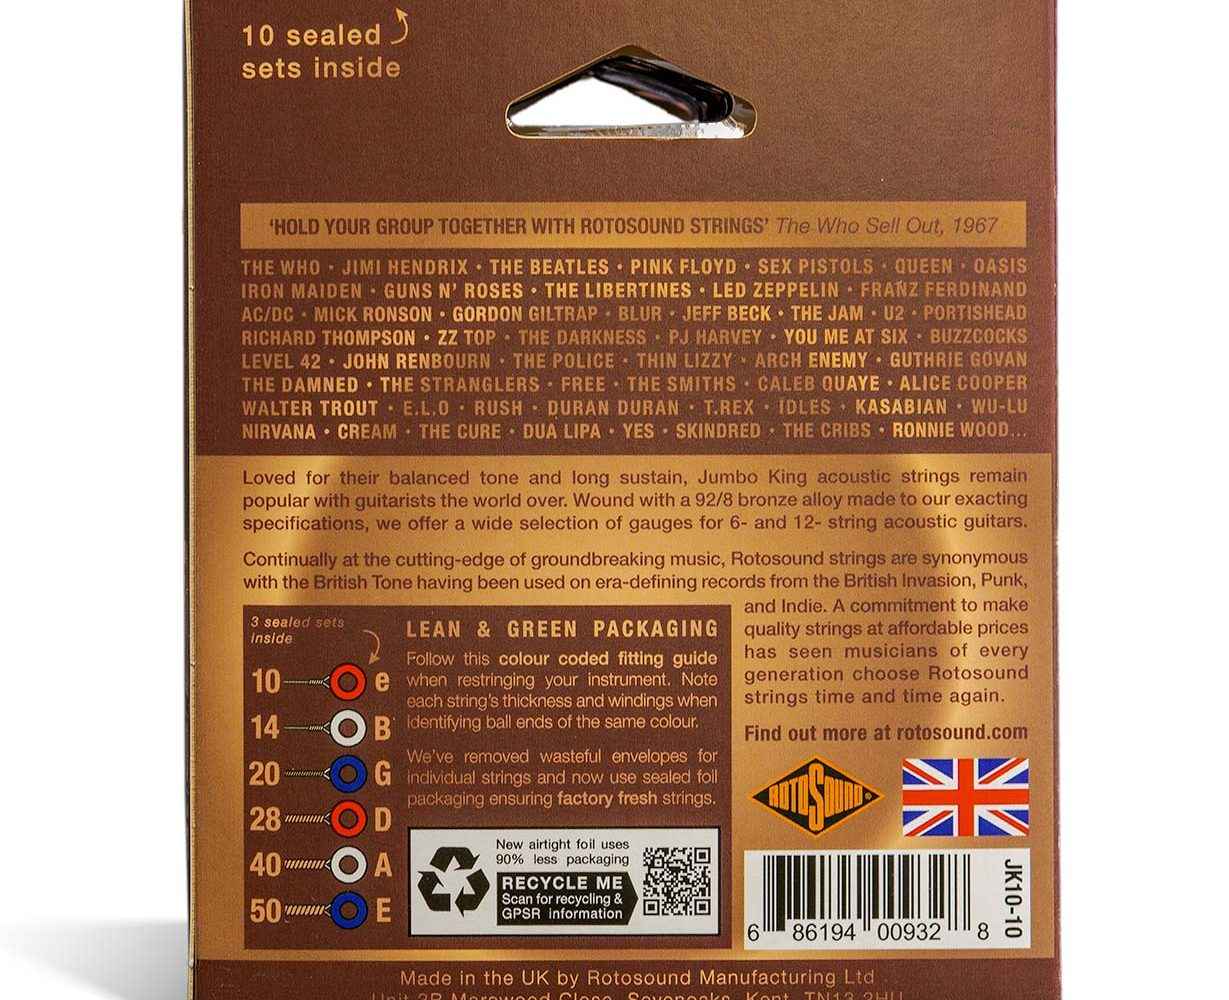 10 sealed
sets inside
‘HOLD YOUR GROUP TOGETHER WITH ROTOSOUND STRINGS’ The Who Sell Out, 1967
THE WHO • JIMI HENDRIX • THE BEATLES • PINK FLOYD • SEX PISTOLS • QUEEN • OASIS
IRON MAIDEN • GUNS N’ ROSES • THE LIBERTINES • LED ZEPPELIN • FRANZ FERDINAND
AC/DC • MICK RONSON • GORDON GILTRAP • BLUR • JEFF BECK • THE JAM • U2 • PORTISHEAD
RICHARD THOMPSON • ZZ TOP • THE DARKNESS • PJ HARVEY • YOU ME AT SIX • BUZZCOCKS
LEVEL 42 • JOHN RENBOURN • THE POLICE • THIN LIZZY • ARCH ENEMY • GUTHRIE GOVAN
THE DAMNED • THE STRANGLERS • FREE • THE SMITHS • CALEB QUAYE • ALICE COOPER
WALTER TROUT • E.L.O • RUSH • DURAN DURAN • T.REX • IDLES • KASABIAN • WU-LU
NIRVANA • CREAM • THE CURE • DUA LIPA • YES • SKINDRED • THE CRIBS • RONNIE WOOD...
Loved for their balanced tone and long sustain, Jumbo King acoustic strings remain
popular with guitarists the world over. Wound with a 92/8 bronze alloy made to our exacting
specifications, we offer a wide selection of gauges for 6- and 12- string acoustic guitars.
Continually at the cutting-edge of groundbreaking music, Rotosound strings are synonymous
with the British Tone having been used on era-defining records from the British Invasion, Punk,
and Indie. A commitment to make
quality strings at affordable prices
has seen musicians of every
generation choose Rotosound
strings time and time again.
Find out more at rotosound.com
3 sealed sets
inside
10 e
14 B
20 G
28 D
40 A
50 E
LEAN & GREEN PACKAGING
Follow this colour coded fitting guide
when restringing your instrument. Note
each string’s thickness and windings when
identifying ball ends of the same colour.
We’ve removed wasteful envelopes for
individual strings and now use sealed foil
packaging ensuring factory fresh strings.
New airtight foil uses
90% less packaging
RECYCLE ME
Scan for recycling &
GPSR information
ROTOSOUND®
JK10-10
6 86194 00932 8
Made in the UK by Rotosound Manufacturing Ltd
Unit 3B Morewood Close, Sevenoaks, Kent, TN13 2HU